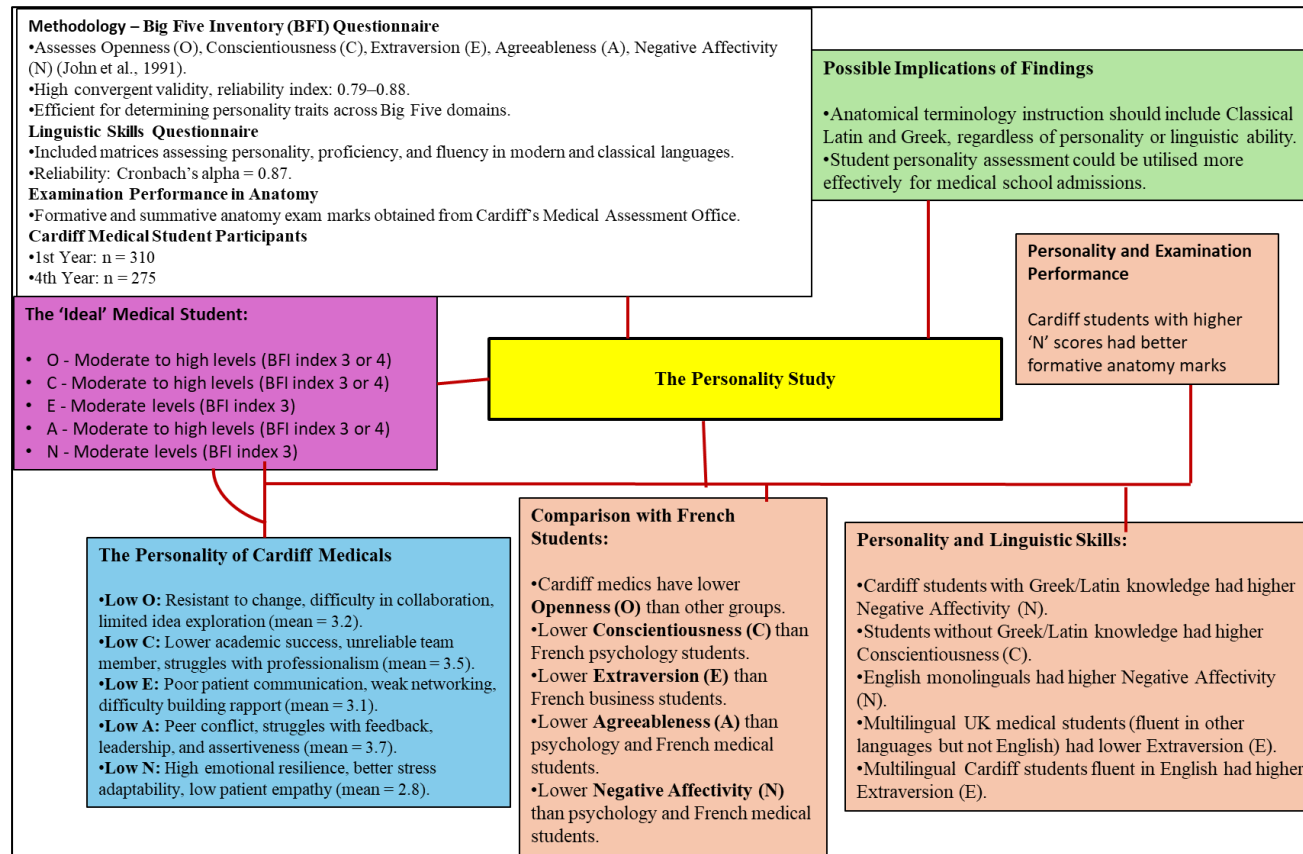 Methodology – Big Five Inventory (BFI) Questionnaire
•Assesses Openness (O), Conscientiousness (C), Extraversion (E), Agreeableness (A), Negative Affectivity
(N) (John et al., 1991).
•High convergent validity, reliability index: 0.79–0.88.
•Efficient for determining personality traits across Big Five domains.
Linguistic Skills Questionnaire
•Included matrices assessing personality, proficiency, and fluency in modern and classical languages.
•Reliability: Cronbach’s alpha = 0.87.
Examination Performance in Anatomy
•Formative and summative anatomy exam marks obtained from Cardiff’s Medical Assessment Office.
Cardiff Medical Student Participants
•1st Year: n = 310
•4th Year: n = 275
Possible Implications of Findings
•Anatomical terminology instruction should include Classical
Latin and Greek, regardless of personality or linguistic ability.
•Student personality assessment could be utilised more
effectively for medical school admissions.
Personality and Examination
Performance
Cardiff students with higher
‘N’ scores had better
formative anatomy marks
The ‘Ideal’ Medical Student:
• O - Moderate to high levels (BFI index 3 or 4)
• C - Moderate to high levels (BFI index 3 or 4)
• E - Moderate levels (BFI index 3)
• A - Moderate to high levels (BFI index 3 or 4)
• N - Moderate levels (BFI index 3)
The Personality Study
The Personality of Cardiff Medicals
•Low O: Resistant to change, difficulty in collaboration,
limited idea exploration (mean = 3.2).
•Low C: Lower academic success, unreliable team
member, struggles with professionalism (mean = 3.5).
•Low E: Poor patient communication, weak networking,
difficulty building rapport (mean = 3.1).
•Low A: Peer conflict, struggles with feedback,
leadership, and assertiveness (mean = 3.7).
•Low N: High emotional resilience, better stress
adaptability, low patient empathy (mean = 2.8).
Comparison with French
Students:
•Cardiff medics have lower
Openness (O) than other groups.
•Lower Conscientiousness (C) than
French psychology students.
•Lower Extraversion (E) than
French business students.
•Lower Agreeableness (A) than
psychology and French medical
students.
•Lower Negative Affectivity (N)
than psychology and French medical
students.
Personality and Linguistic Skills:
•Cardiff students with Greek/Latin knowledge had higher
Negative Affectivity (N).
•Students without Greek/Latin knowledge had higher
Conscientiousness (C).
•English monolinguals had higher Negative Affectivity
(N).
•Multilingual UK medical students (fluent in other
languages but not English) had lower Extraversion (E).
•Multilingual Cardiff students fluent in English had higher
Extraversion (E).